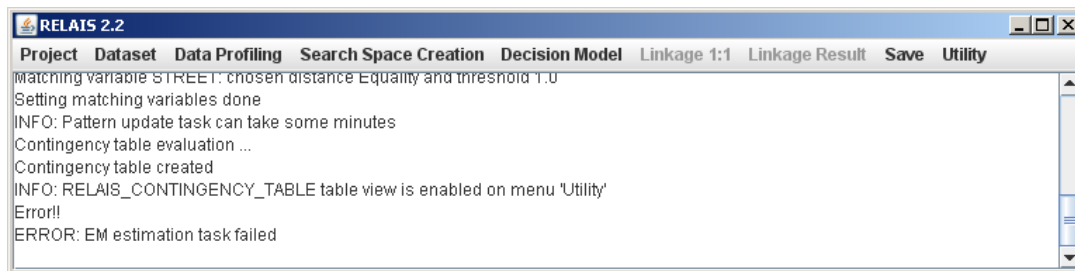 RELAIS 2.2
Project Dataset Data Profiling Search Space Creation Decision Model Linkage 1:1 Linkage Result Save Utility
Matching variable STREET: chosen distance Equality and threshold 1.0
Setting matching variables done
INFO: Pattern update task can take some minutes
Contingency table evaluation ...
Contingency table created
INFO: RELAIS_CONTINGENCY_TABLE table view is enabled on menu 'Utility'
Error!!
ERROR: EM estimation task failed